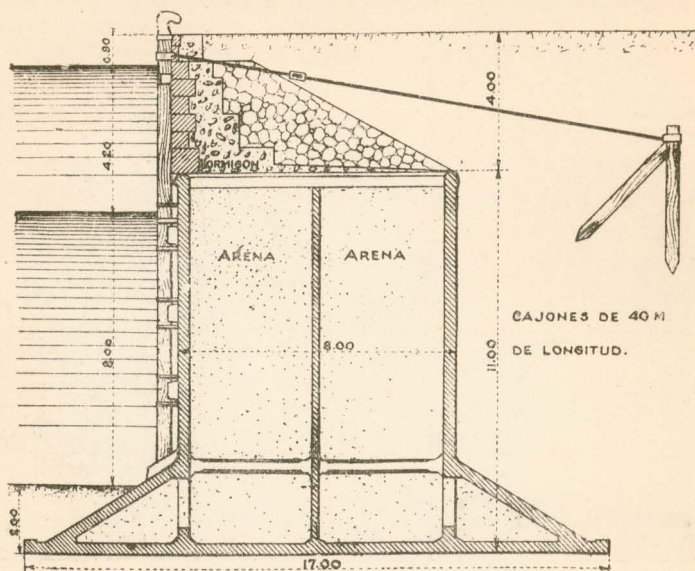 0.90
4.00
4.20
HORMIGÓN
ARENA
ARENA
CAJONES DE 40 M
DE LONGITUD.
8.00
8.00
11.00
2.00
17.00